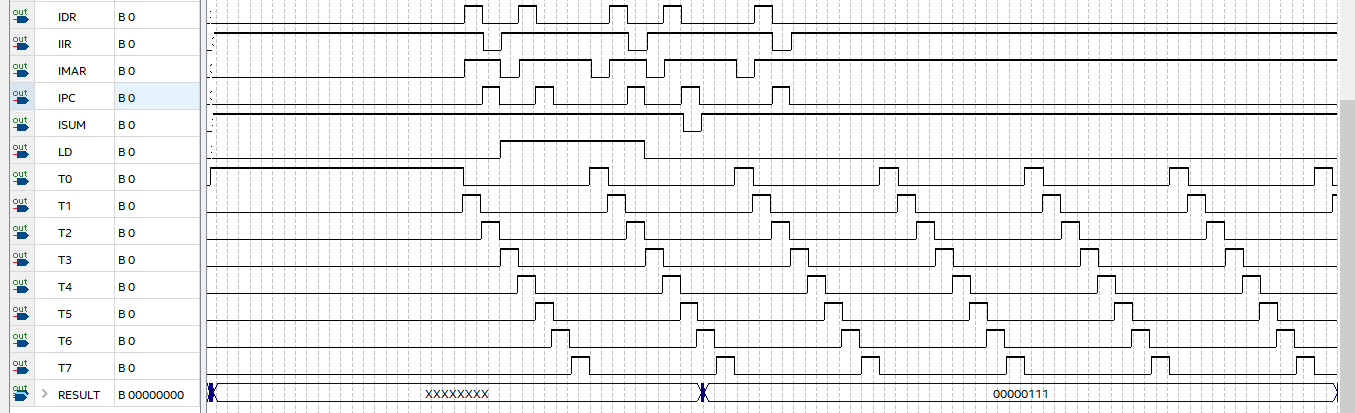 out IDR B 0
out IIR B 0
out IMAR B 0
out IPC B 0
out ISUM B 0
out LD B 0
out T0 B 0
out T1 B 0
out T2 B 0
out T3 B 0
out T4 B 0
out T5 B 0
out T6 B 0
out T7 B 0
out > RESULT B 00000000 XXXXXXXX 00000111